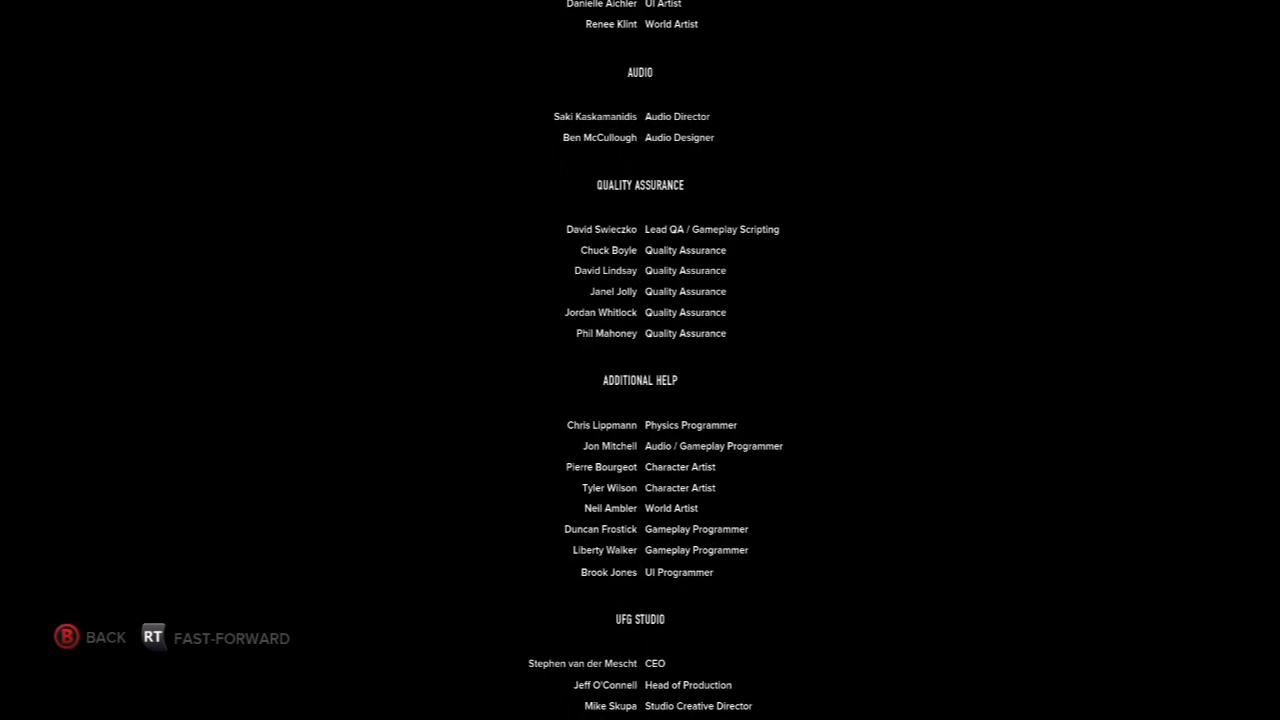 Danielle Aichler UI Artist
Renee Klint World Artist
AUDIO
Saki Kaskamanidis Audio Director
Ben McCullough Audio Designer
QUALITY ASSURANCE
David Swieczko Lead QA / Gameplay Scripting
Chuck Boyle Quality Assurance
David Lindsay Quality Assurance
Janel Jolly Quality Assurance
Jordan Whitlock Quality Assurance
Phil Mahoney Quality Assurance
ADDITIONAL HELP
Chris Lippmann Physics Programmer
Jon Mitchell Audio / Gameplay Programmer
Pierre Bourgeot Character Artist
Tyler Wilson Character Artist
Neil Ambler World Artist
Duncan Frostick Gameplay Programmer
Liberty Walker Gameplay Programmer
Brook Jones UI Programmer
UFG STUDIO
B BACK RT FAST-FORWARD
Stephen van der Mescht CEO
Jeff O'Connell Head of Production
Mike Skupa Studio Creative Director